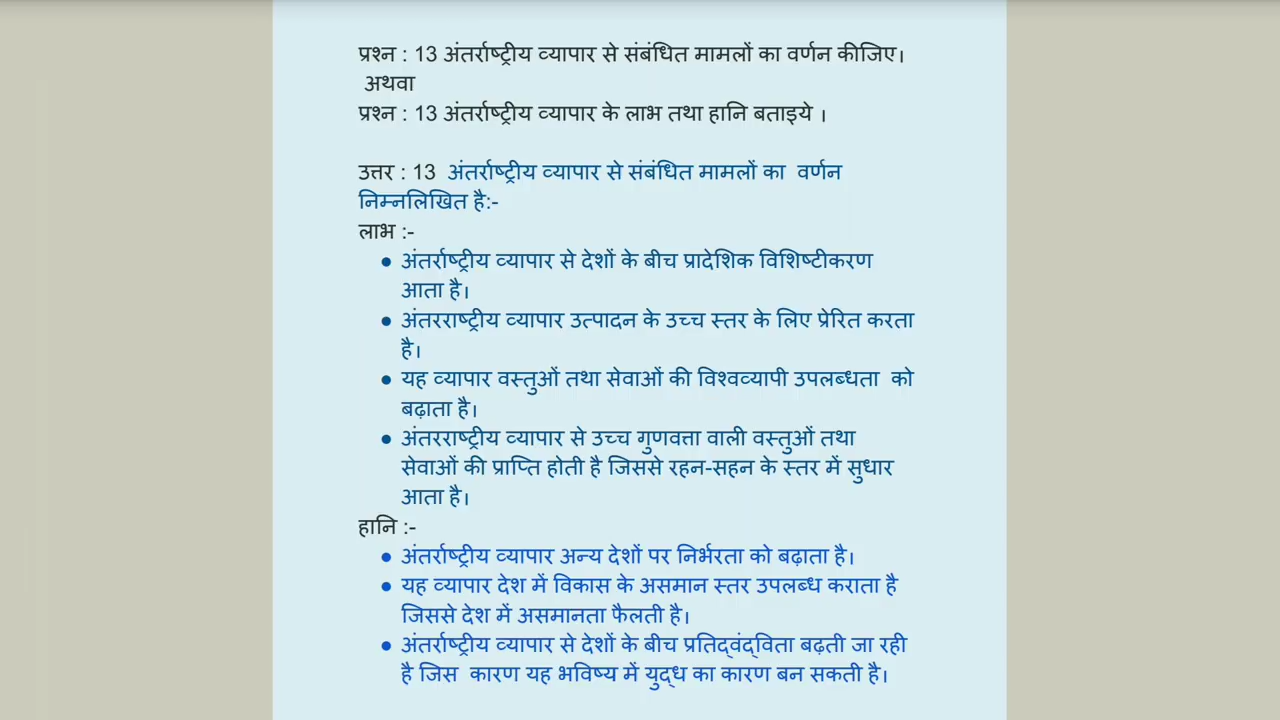 प्रश्न : 13 अंतर्राष्ट्रीय व्यापार से संबंधित मामलों का वर्णन कीजिए।
अथवा
प्रश्न : 13 अंतर्राष्ट्रीय व्यापार के लाभ तथा हानि बताइये ।
उत्तर : 13 अंतर्राष्ट्रीय व्यापार से संबंधित मामलों का वर्णन
निम्नलिखित है:-
लाभ :-
● अंतर्राष्ट्रीय व्यापार से देशों के बीच प्रादेशिक विशिष्टीकरण
आता है।
● अंतरराष्ट्रीय व्यापार उत्पादन के उच्च स्तर के लिए प्रेरित करता
है।
● यह व्यापार वस्तुओं तथा सेवाओं की विश्वव्यापी उपलब्धता को
बढ़ाता है।
● अंतरराष्ट्रीय व्यापार से उच्च गुणवत्ता वाली वस्तुओं तथा
सेवाओं की प्राप्ति होती है जिससे रहन-सहन के स्तर में सुधार
आता है।
हानि :-
● अंतर्राष्ट्रीय व्यापार अन्य देशों पर निर्भरता को बढ़ाता है।
● यह व्यापार देश में विकास के असमान स्तर उपलब्ध कराता है
जिससे देश में असमानता फैलती है।
● अंतर्राष्ट्रीय व्यापार से देशों के बीच प्रतिद्वंद्विता बढ़ती जा रही
है जिस कारण यह भविष्य में युद्ध का कारण बन सकती है।